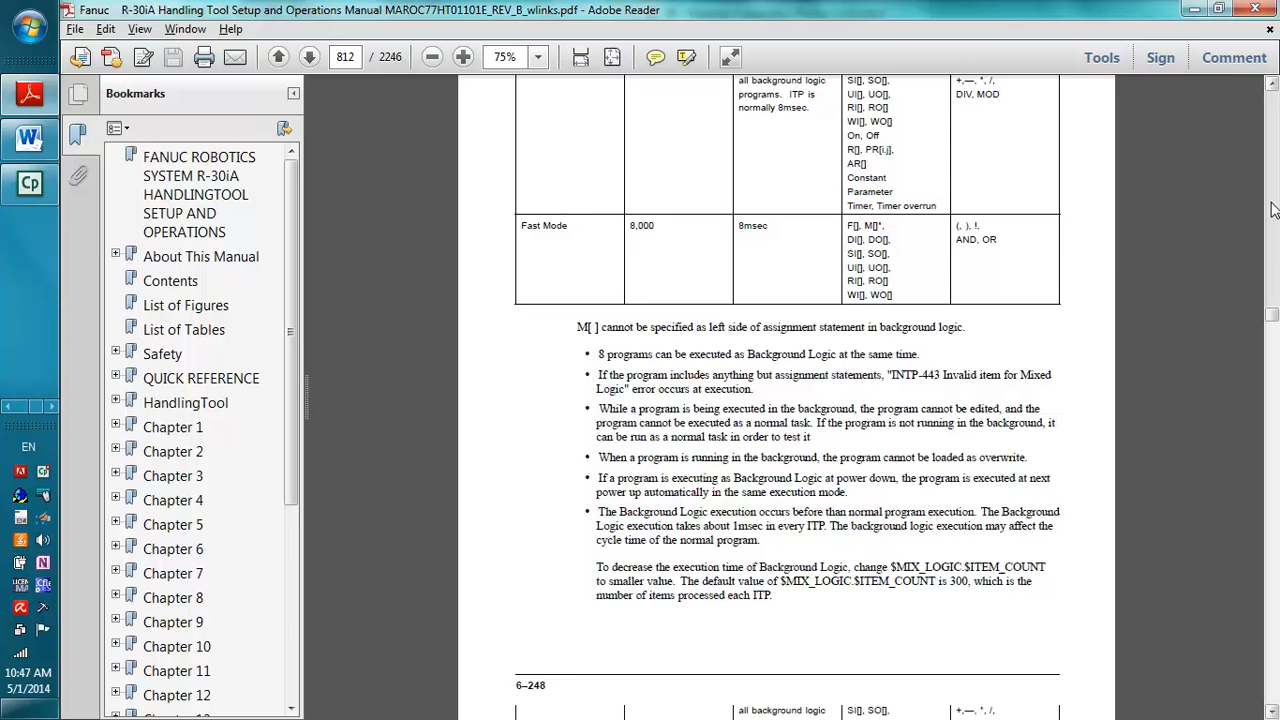 Fanuc R-30iA Handling Tool Setup and Operations Manual MAROC77HT01101E_REV_B_wlinks.pdf - Adobe Reader
File Edit View Window Help
812 / 2246 75% Tools Sign Comment
Bookmarks
FANUC ROBOTICS
SYSTEM R-30iA
HANDLINGTOOL
SETUP AND
OPERATIONS
About This Manual
Contents
List of Figures
List of Tables
Safety
QUICK REFERENCE
HandlingTool
Chapter 1
Chapter 2
Chapter 3
Chapter 4
Chapter 5
Chapter 6
Chapter 7
Chapter 8
Chapter 9
Chapter 10
Chapter 11
Chapter 12
EN
10:47 AM
5/1/2014
all background logic
programs. ITP is
normally 8msec.
SI[], SO[],
UI[], UO[],
RI[], RO[]
WI[], WO[]
On, Off
R[], PR[i,j],
AR[]
Constant
Parameter
Timer, Timer overrun
+,—, *, /,
DIV, MOD
Fast Mode
8,000
8msec
F[], M[]*,
DI[], DO[],
SI[], SO[],
UI[], UO[],
RI[], RO[]
WI[], WO[]
(, ), !,
AND, OR
M[ ] cannot be specified as left side of assignment statement in background logic.
• 8 programs can be executed as Background Logic at the same time.
• If the program includes anything but assignment statements, "INTP-443 Invalid item for Mixed
Logic" error occurs at execution.
• While a program is being executed in the background, the program cannot be edited, and the
program cannot be executed as a normal task. If the program is not running in the background, it
can be run as a normal task in order to test it
• When a program is running in the background, the program cannot be loaded as overwrite.
• If a program is executing as Background Logic at power down, the program is executed at next
power up automatically in the same execution mode.
• The Background Logic execution occurs before than normal program execution. The Background
Logic execution takes about 1msec in every ITP. The background logic execution may affect the
cycle time of the normal program.
To decrease the execution time of Background Logic, change $MIX_LOGIC.$ITEM_COUNT
to smaller value. The default value of $MIX_LOGIC.$ITEM_COUNT is 300, which is the
number of items processed each ITP.
6–248
all background logic
SI[], SO[],
+,—, *, /,